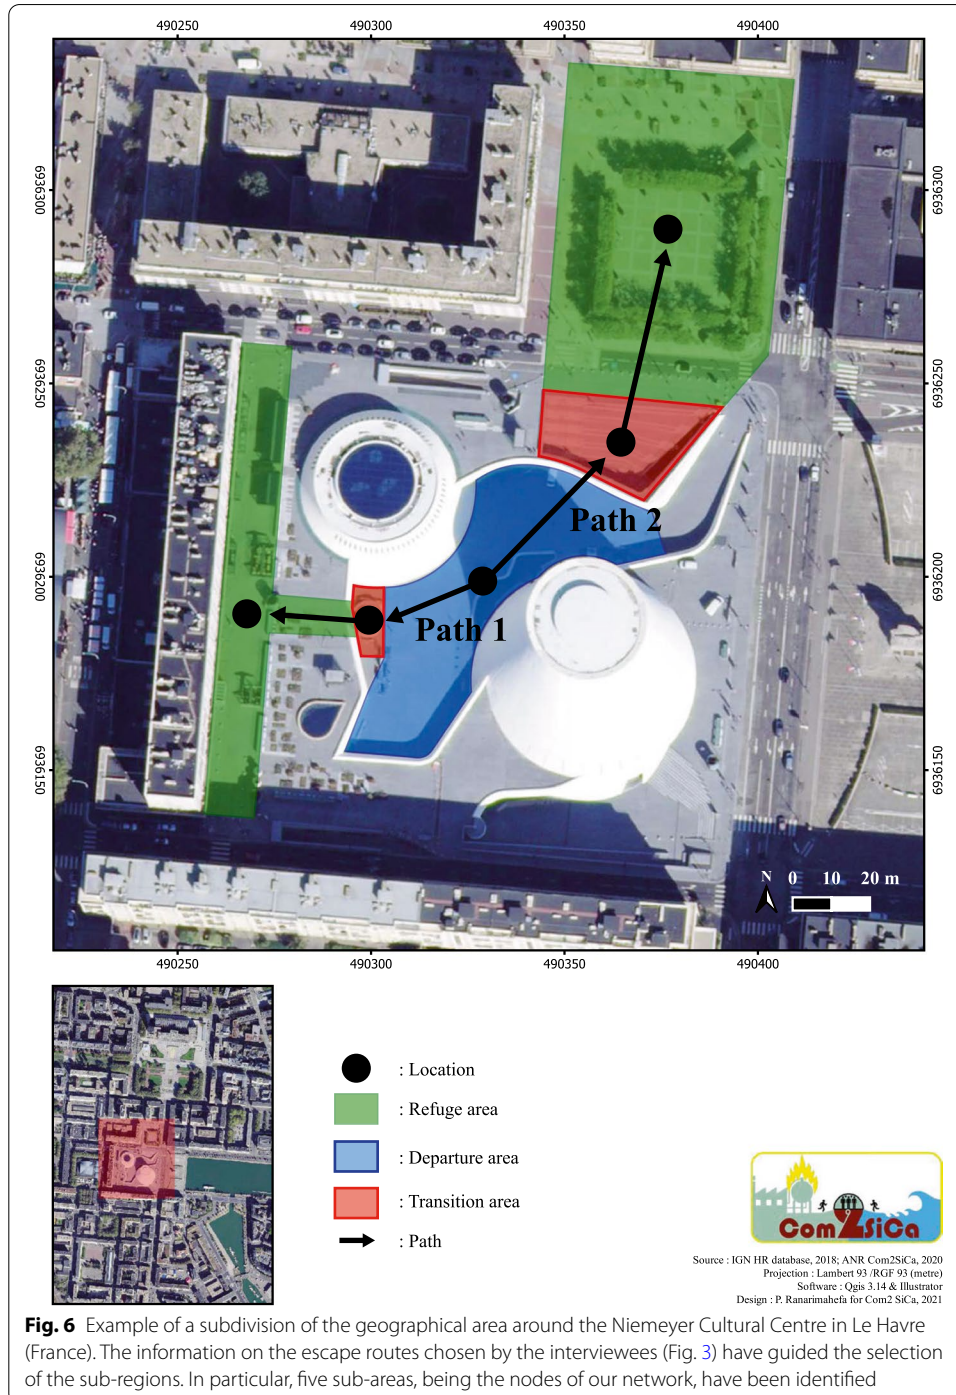 490250 490300 490350 490400
6936300 6936300
6936250 6936250
Path 2
6936200 6936200
Path 1
6936150 6936150
N 0 10 20 m
490250 490300 490350 490400
: Location
: Refuge area
: Departure area
: Transition area
: Path
Com2SiCa
Source : IGN HR database, 2018; ANR Com2SiCa, 2020
Projection : Lambert 93 /RGF 93 (metre)
Software : Qgis 3.14 & Illustrator
Design : P. Ranarimahefa for Com2 SiCa, 2021
Fig. 6 Example of a subdivision of the geographical area around the Niemeyer Cultural Centre in Le Havre
(France). The information on the escape routes chosen by the interviewees (Fig. 3) have guided the selection
of the sub-regions. In particular, five sub-areas, being the nodes of our network, have been identified